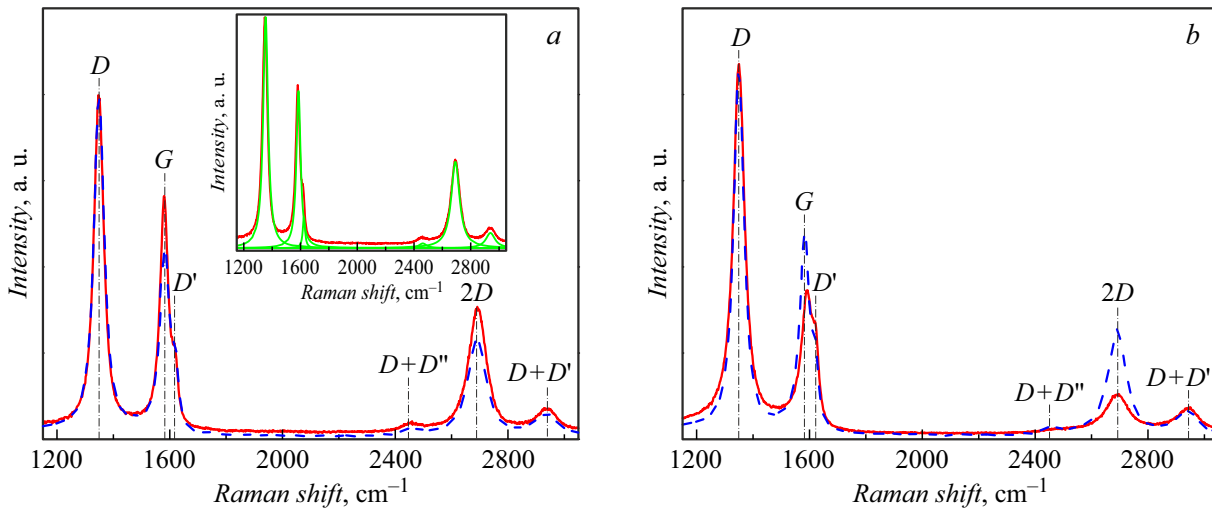 a
Intensity, a. u.
D
G
D'
D+D"
2D
D+D'
1200 1600 2000 2400 2800
Raman shift, cm–1
Intensity, a. u.
1200 1600 2000 2400 2800
Raman shift, cm–1
b
Intensity, a. u.
D
G
D'
D+D"
2D
D+D'
1200 1600 2000 2400 2800
Raman shift, cm–1